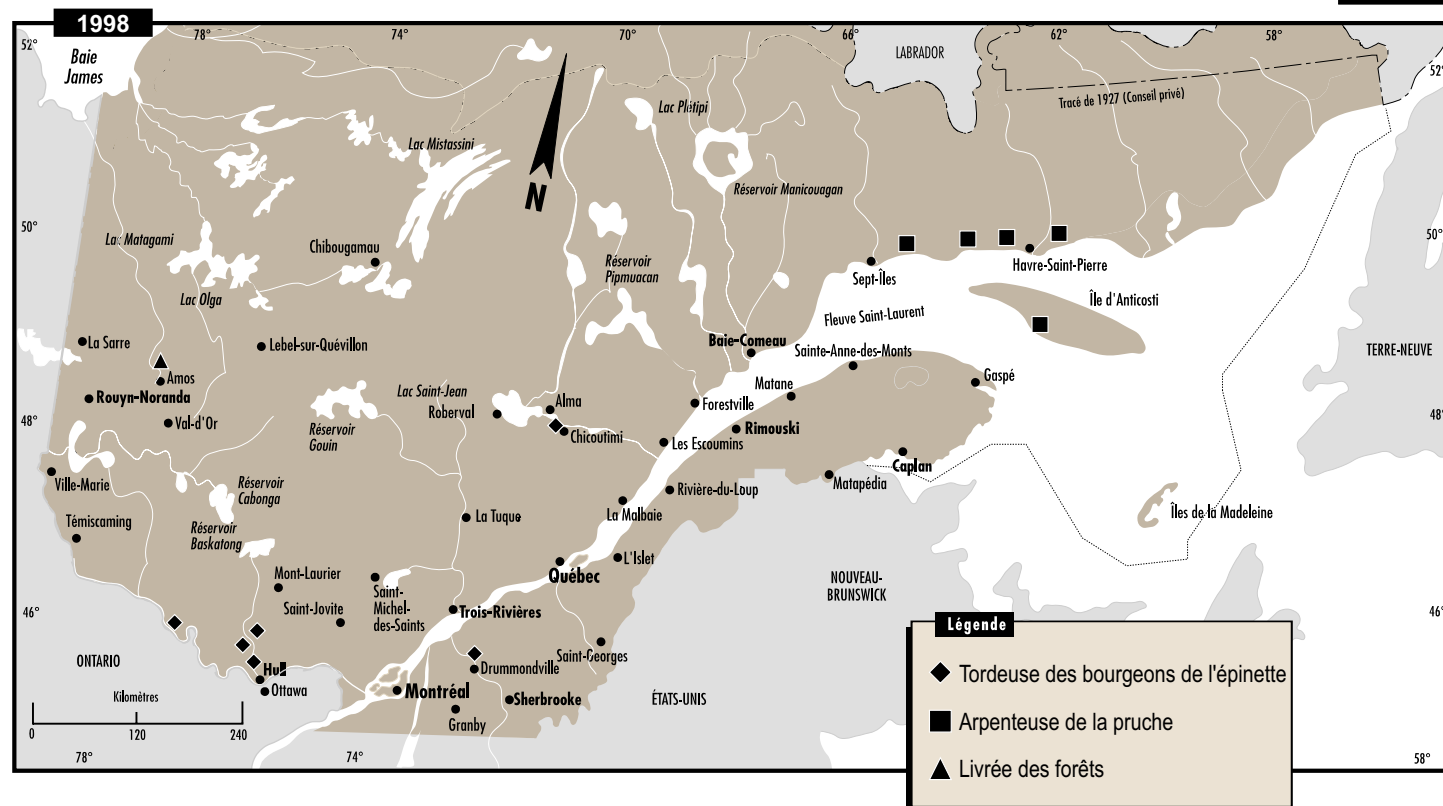 1998
78°
74°
70°
66°
62°
58°
52°
52°
Baie
James
LABRADOR
Tracé de 1927 (Conseil privé)
Lac Plétipi
Lac Mistassini
N
Réservoir Manicouagan
50°
50°
Lac Matagami
Chibougamau
Réservoir
Pipmuacan
Sept-Îles
Havre-Saint-Pierre
Lac Olga
Île d'Anticosti
Fleuve Saint-Laurent
La Sarre
Lebel-sur-Quévillon
Baie-Comeau
Sainte-Anne-des-Monts
TERRE-NEUVE
Amos
Rouyn-Noranda
Lac Saint-Jean
Roberval
Alma
Matane
Gaspé
Forestville
48°
48°
Val-d'Or
Réservoir
Gouin
Chicoutimi
Les Escoumins
Rimouski
Caplan
Ville-Marie
Réservoir
Cabonga
Rivière-du-Loup
Matapédia
Témiscaming
Réservoir
Baskatong
La Tuque
La Malbaie
Îles de la Madeleine
L'Islet
Québec
Mont-Laurier
Saint-Jovite
Saint-
Michel-
des-Saints
NOUVEAU-
BRUNSWICK
46°
46°
Trois-Rivières
Légende
Saint-Georges
ONTARIO
Hull
Drummondville
Tordeuse des bourgeons de l'épinette
Ottawa
Montréal
Sherbrooke
ÉTATS-UNIS
Kilomètres
Granby
Arpenteuse de la pruche
0
120
240
78°
74°
58°
Livrée des forêts